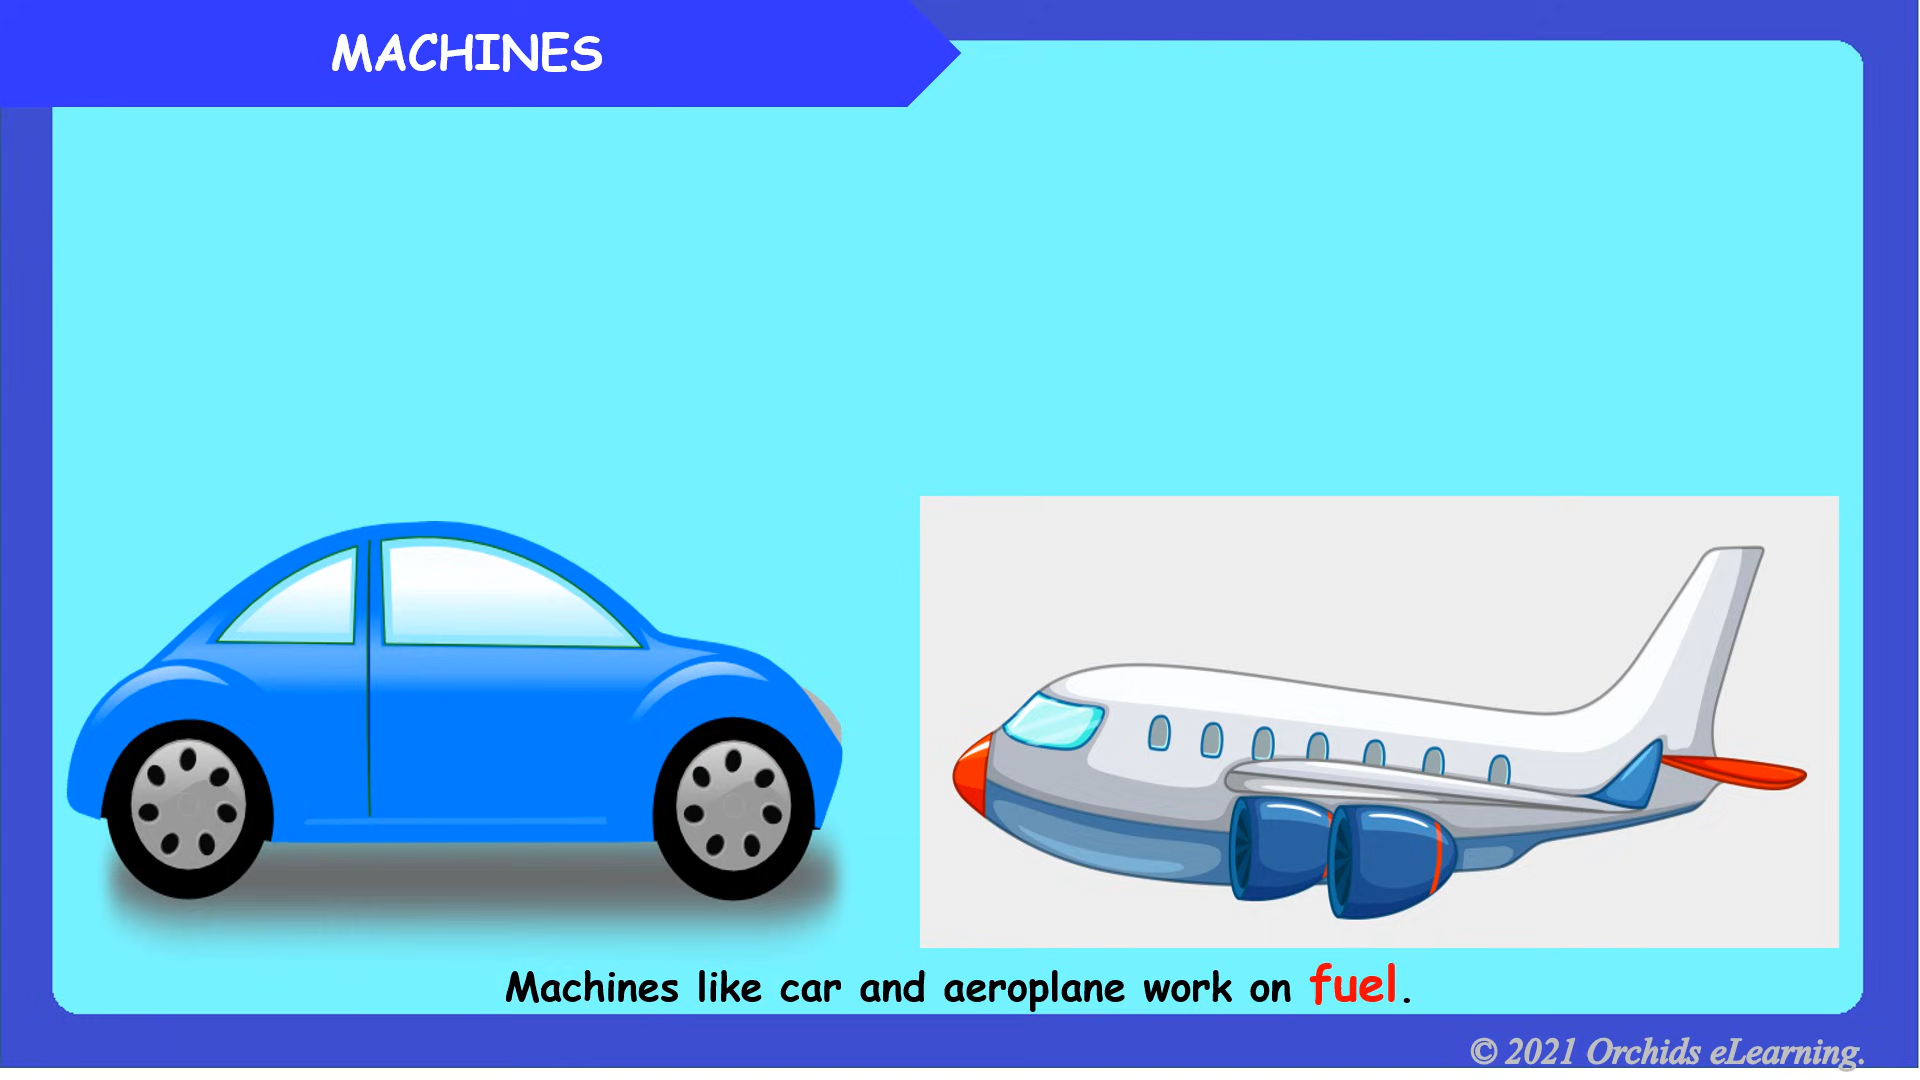 MACHINES
Machines like car and aeroplane work on fuel.
© 2021 Orchids eLearning.